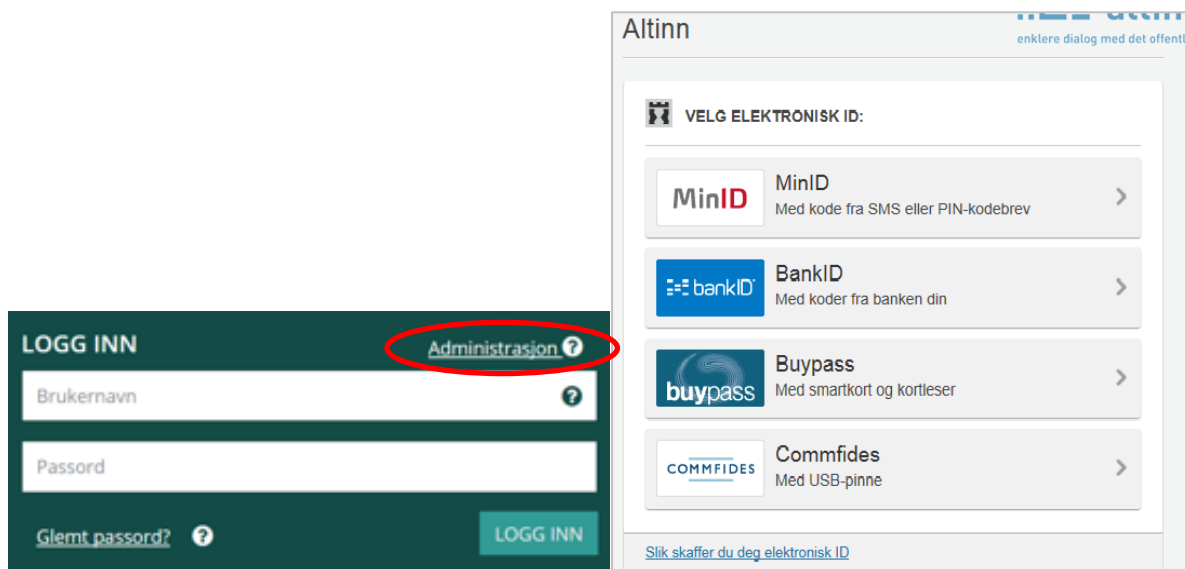 LOGG INN
Administrasjon ?
Brukernavn ?
Passord
Glemt passord? ?
LOGG INN
Altinn
enklere dialog med det offentl
VELG ELEKTRONISK ID:
MinID
MinID
Med kode fra SMS eller PIN-kodebrev
bankID
BankID
Med koder fra banken din
buypass
Buypass
Med smartkort og kortleser
COMMFIDES
Commfides
Med USB-pinne
Slik skaffer du deg elektronisk ID